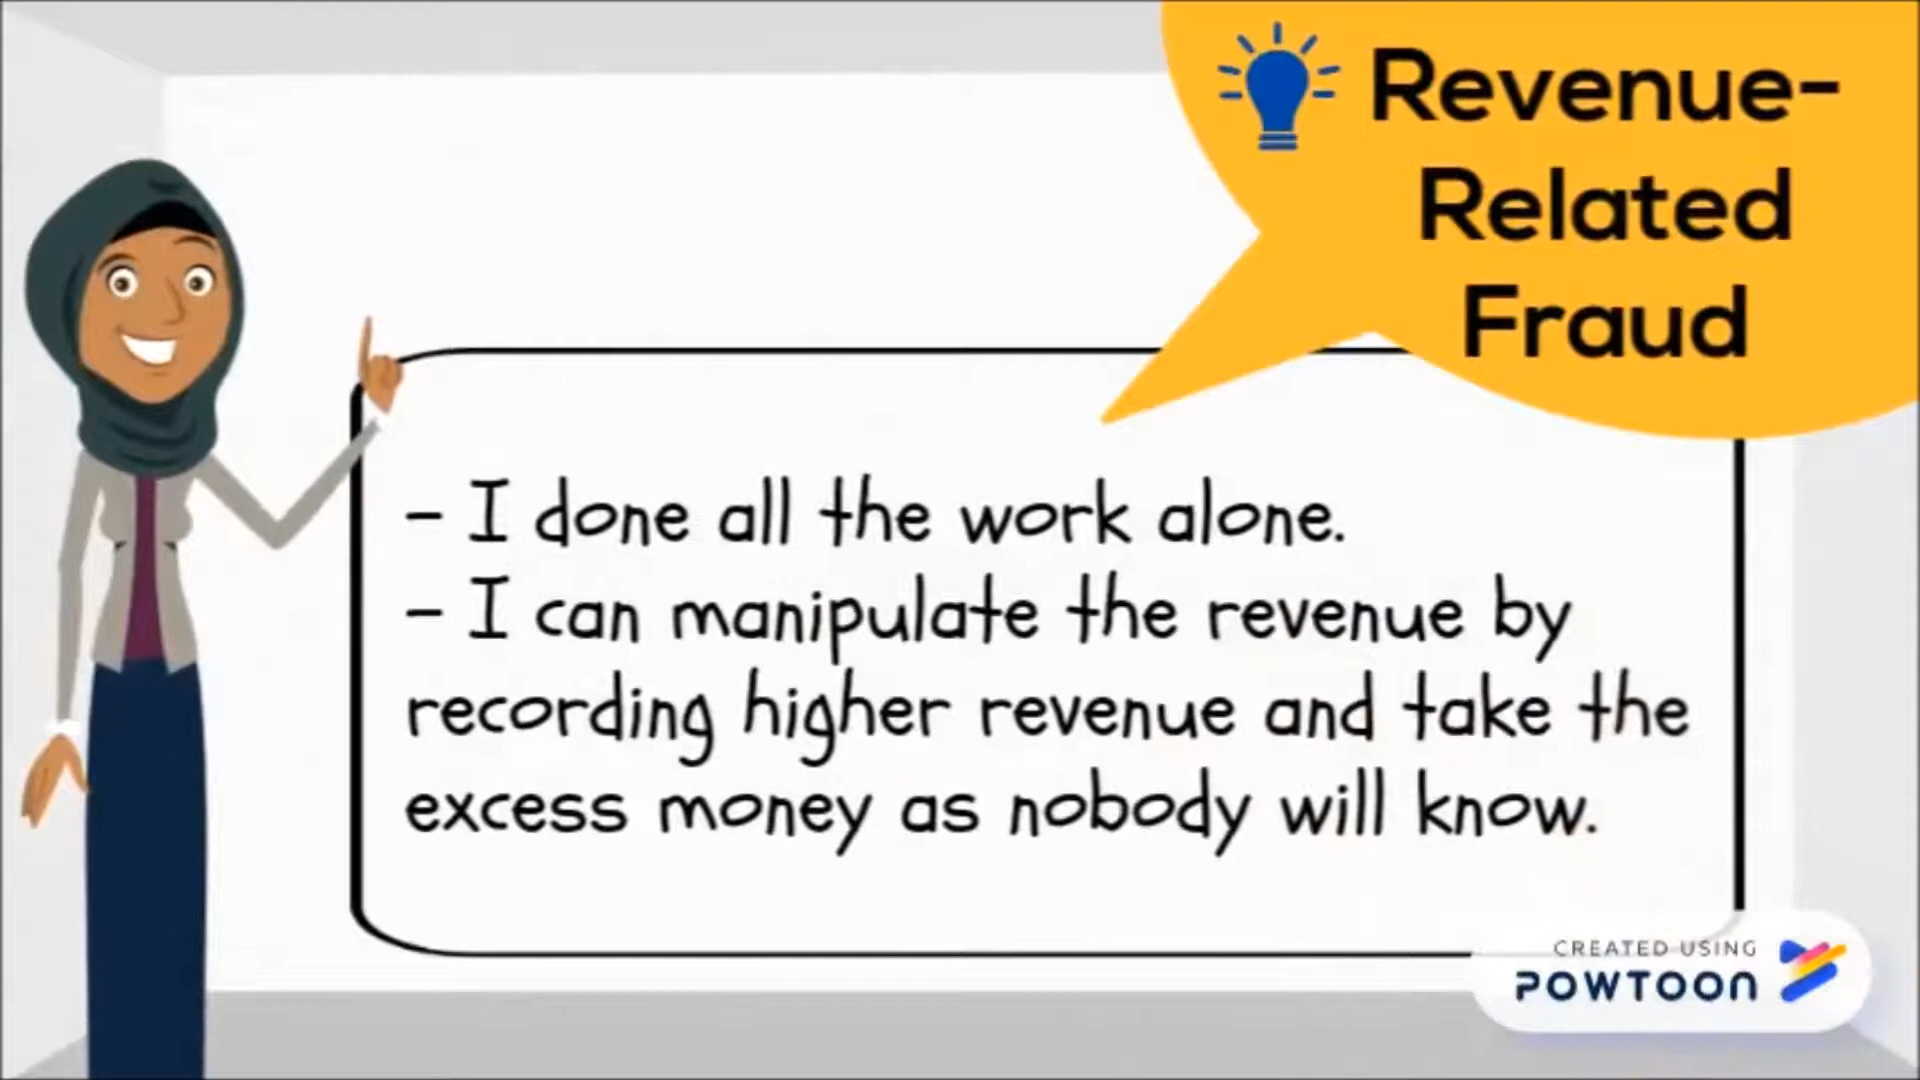 Revenue-
Related
Fraud
- I done all the work alone.
- I can manipulate the revenue by
recording higher revenue and take the
excess money as nobody will know.
CREATED USING
POWTOON